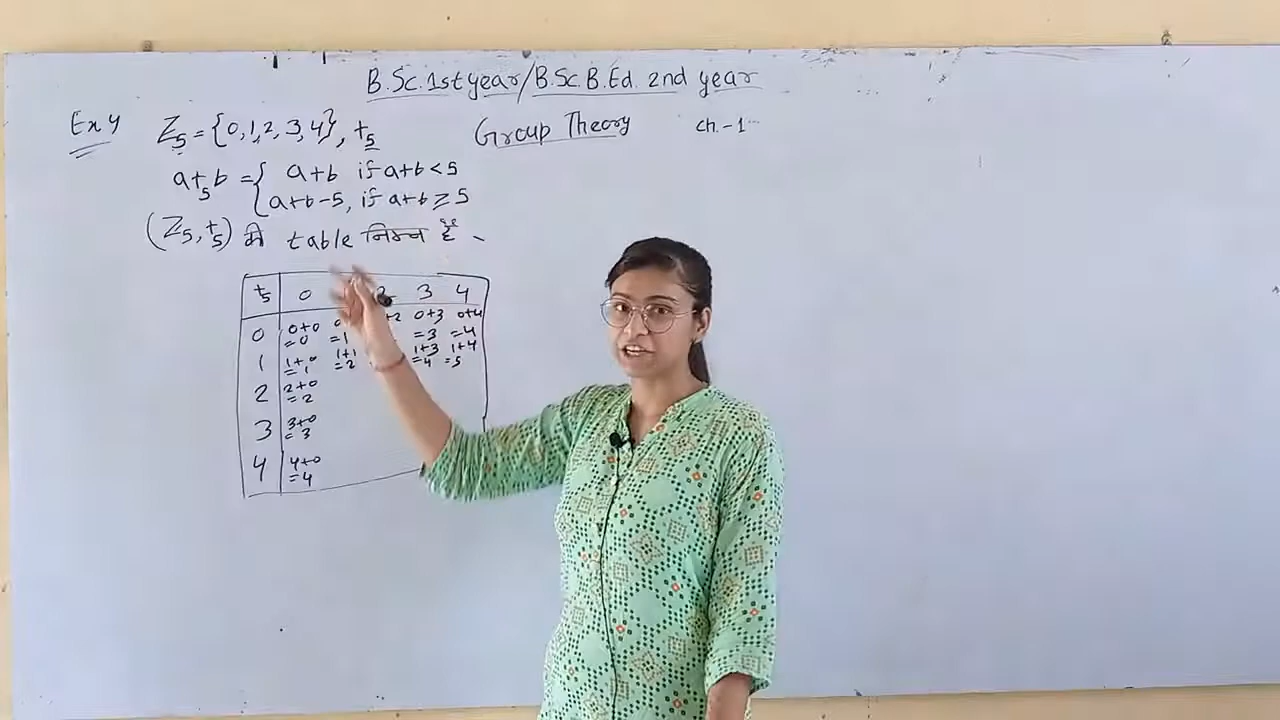 B.Sc. 1st year/B.Sc.B.Ed. 2nd year
Ex 4 Z₅={0,1,2,3,4}, +₅
Group Theory ch.-1
a+₅b = { a+b if a+b<5
a+b-5, if a+b≥5
(Z₅,+₅) की table निम्न है -
+₅ 0 3 4
0 0+0 =0 =1 0+3 =3 0+4 =4
1 1+0 =1 1+1 =2 1+3 =4 1+4 =5
2 2+0 =2
3 3+0 =3
4 4+0 =4